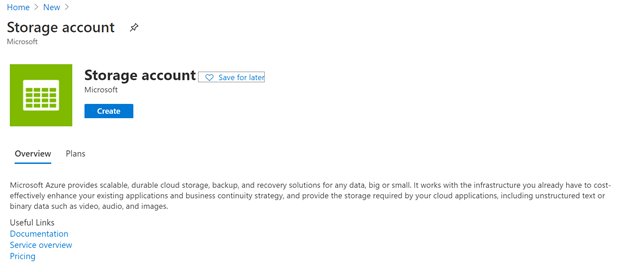 Home > New >
Storage account
Microsoft
Storage account
Save for later
Microsoft
Create
Overview Plans
Microsoft Azure provides scalable, durable cloud storage, backup, and recovery solutions for any data, big or small. It works with the infrastructure you already have to cost-
effectively enhance your existing applications and business continuity strategy, and provide the storage required by your cloud applications, including unstructured text or
binary data such as video, audio, and images.
Useful Links
Documentation
Service overview
Pricing